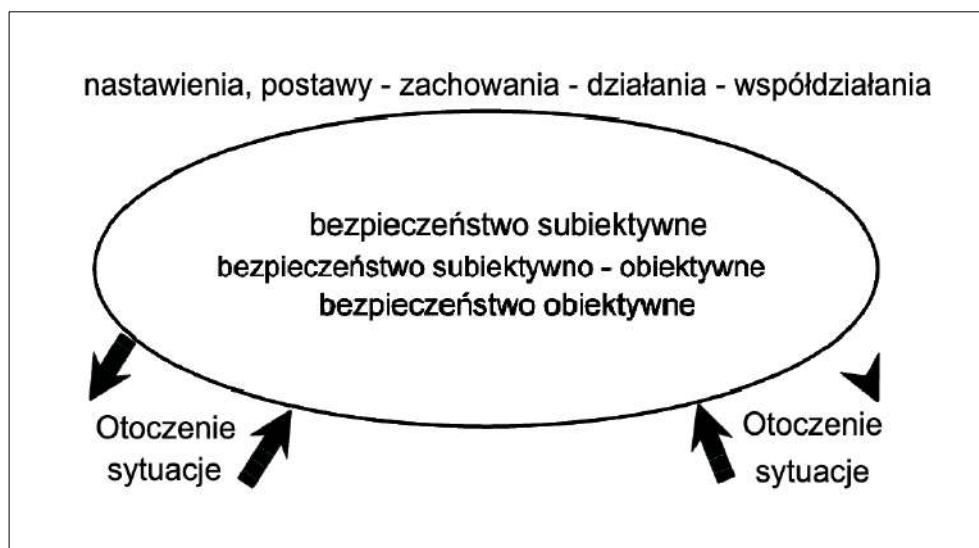 nastawienia, postawy - zachowania - działania - współdziałania
bezpieczeństwo subiektywne
bezpieczeństwo subiektywno - obiektywne
bezpieczeństwo obiektywne
Otoczenie
sytuacje
Otoczenie
sytuacje